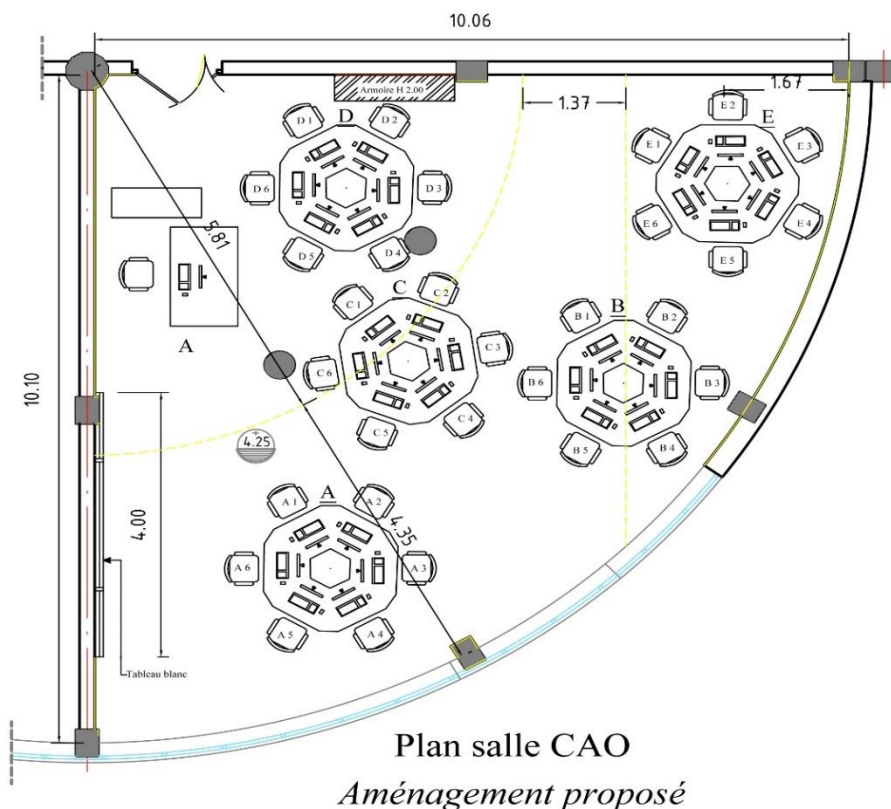 10.06
Armoire H 2.00
1.37
1.67
D
D 1
D 2
D 3
D 4
D 5
D 6
E
E 1
E 2
E 3
E 4
E 5
E 6
5.81
A
10.10
C
C 1
C 2
C 3
C 4
C 5
C 6
B
B 1
B 2
B 3
B 4
B 5
B 6
4.25
4.00
A
A 1
A 2
A 3
A 4
A 5
A 6
4.35
Tableau blanc
Plan salle CAO
Aménagement proposé